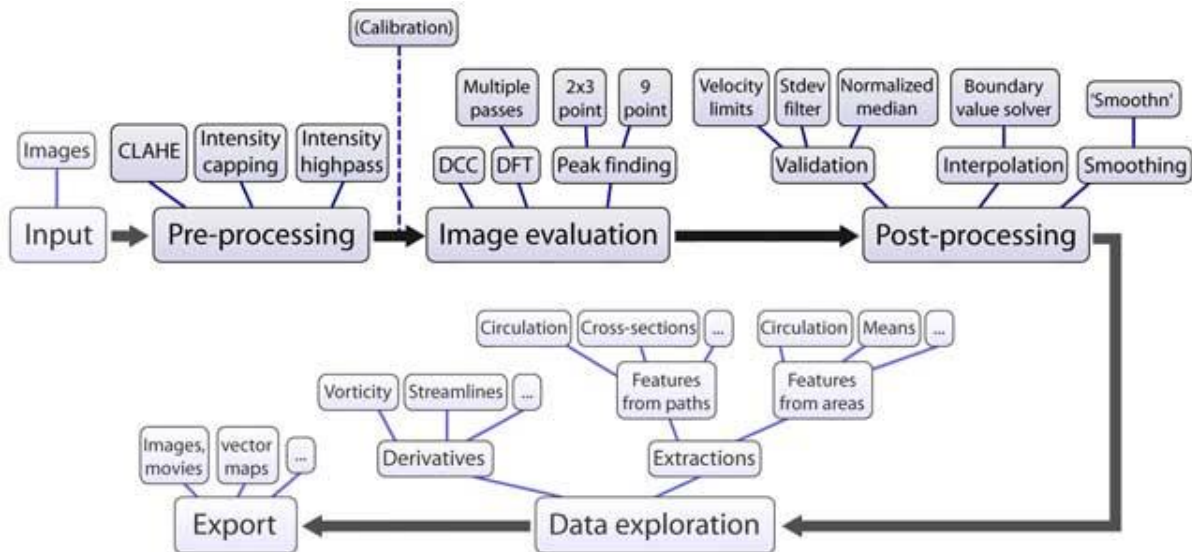 (Calibration)
Multiple
passes
2x3
point
9
point
Velocity
limits
Stdev
filter
Normalized
median
Boundary
value solver
'Smoothn'
Images
CLAHE
Intensity
capping
Intensity
highpass
DCC
DFT
Peak finding
Validation
Interpolation
Smoothing
Input
Pre-processing
Image evaluation
Post-processing
Circulation
Cross-sections
...
Circulation
Means
...
Vorticity
Streamlines
...
Features
from paths
Features
from areas
Images,
movies
vector
maps
...
Derivatives
Extractions
Export
Data exploration